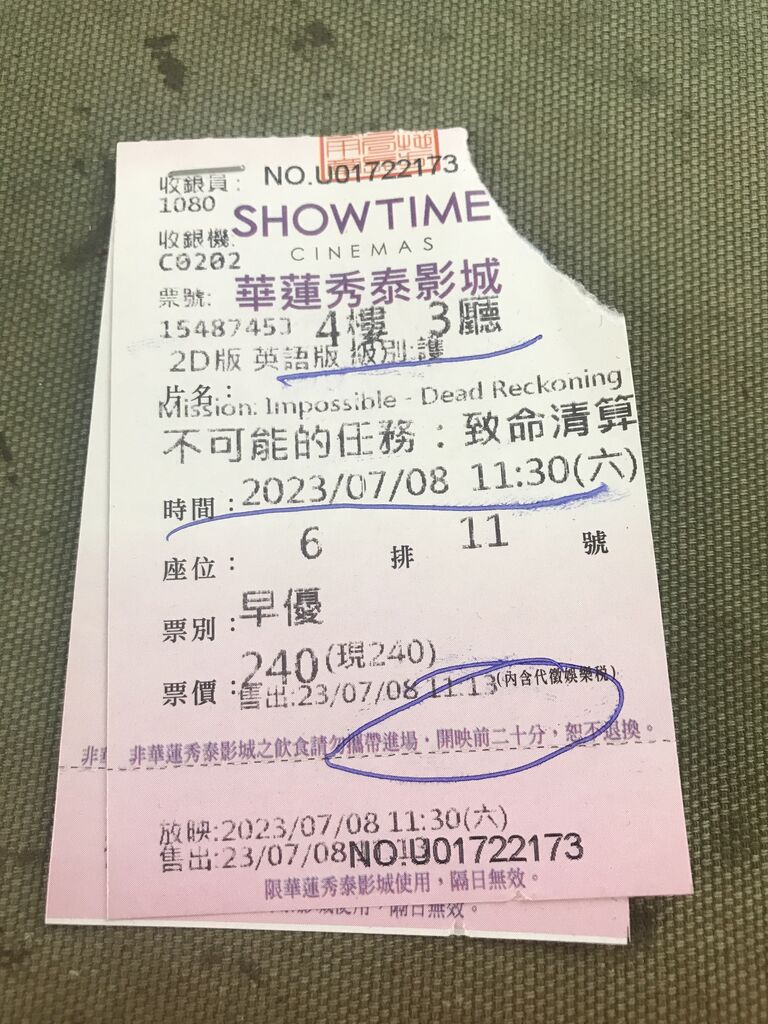 收銀員: NO.U01722173
1080
SHOWTIME
CINEMAS
收銀機:
C0202
華蓮秀泰影城
票號:
15487453 4樓 3廳
2D版 英語版 級別:護
片名：
Mission: Impossible - Dead Reckoning
不可能的任務：致命清算
時間：2023/07/08 11:30(六)
座位： 6 排 11 號
票別：早優
票價：240(現240)
售出:23/07/08 11:13 (內含代徵娛樂稅)
非華蓮秀泰影城之飲食請勿攜帶進場，開映前二十分，恕不退換。
放映:2023/07/08 11:30(六)
售出:23/07/08 NO.U01722173
限華蓮秀泰影城使用，隔日無效。
隔日無效。